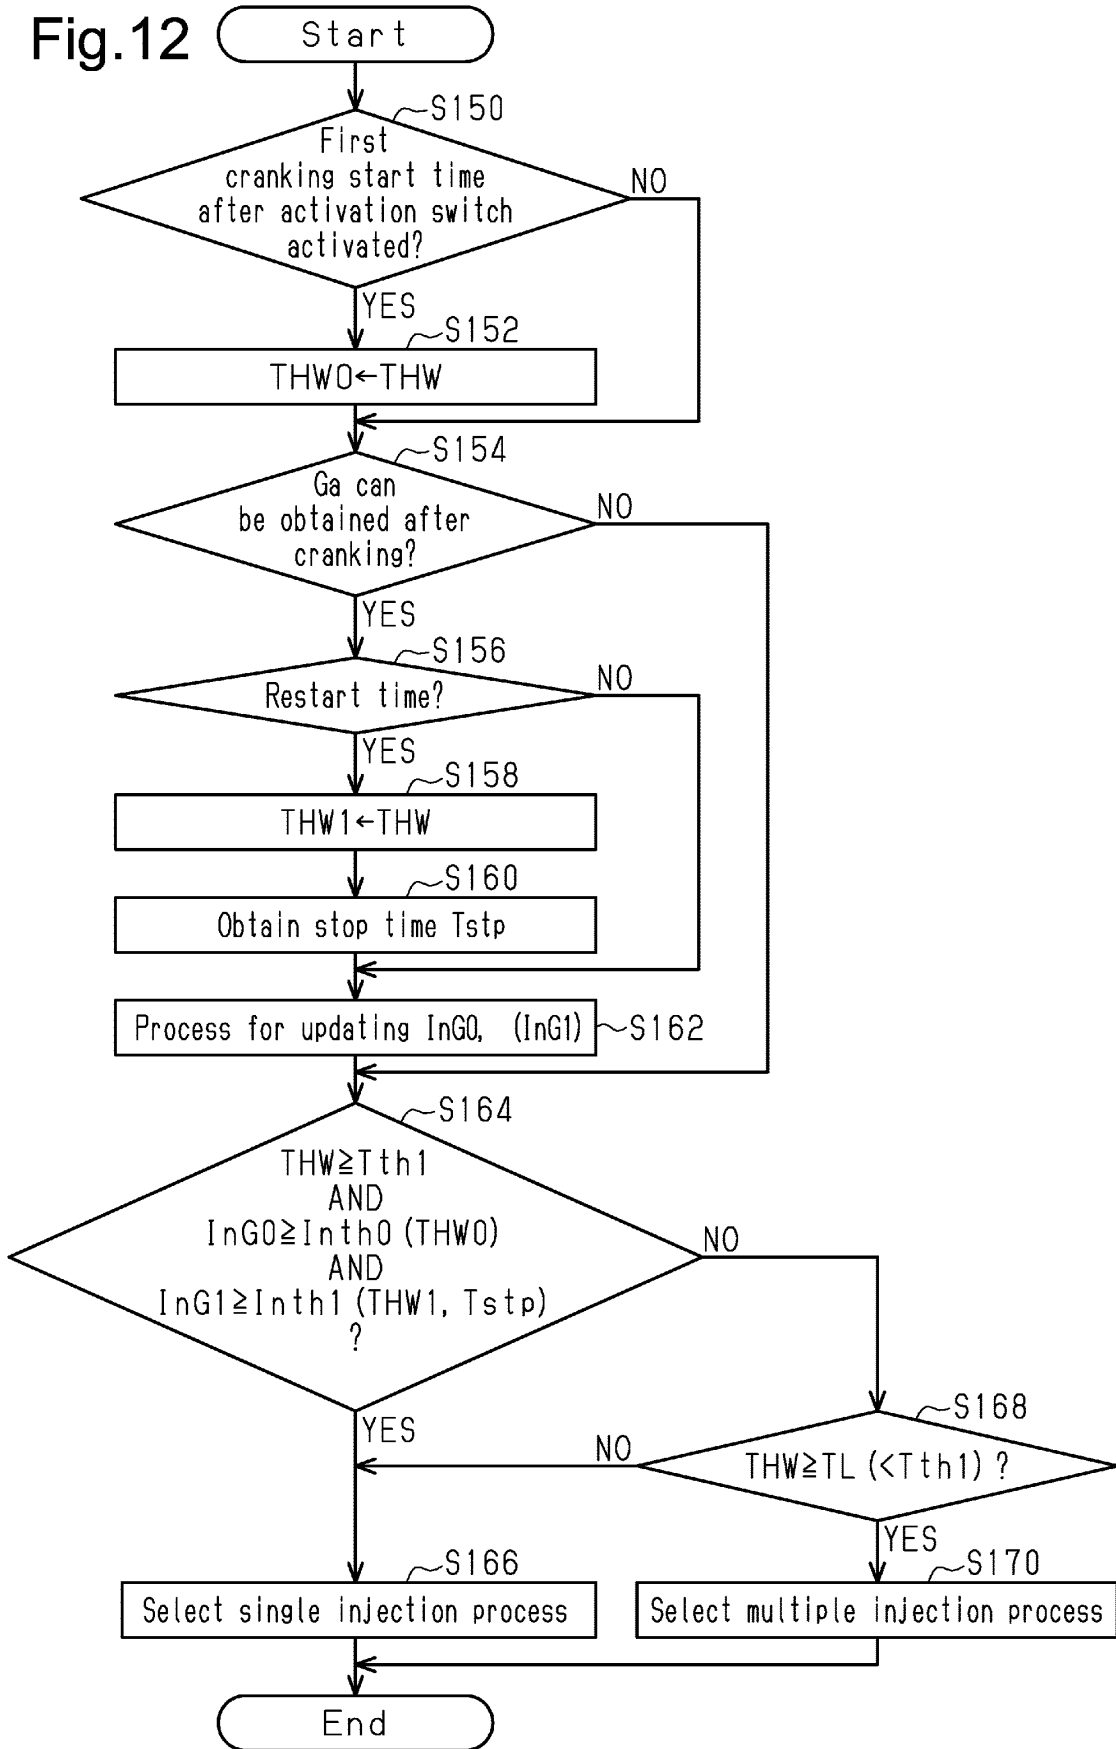 Fig.12
Start
S150
First
cranking start time
after activation switch
activated?
NO
YES
S152
THW0←THW
S154
Ga can
be obtained after
cranking?
NO
YES
S156
Restart time?
NO
YES
S158
THW1←THW
S160
Obtain stop time Tstp
Process for updating InG0, (InG1)
S162
S164
THW≧Tth1
AND
InG0≧Inth0 (THW0)
AND
InG1≧Inth1 (THW1, Tstp)
?
NO
YES
S168
THW≧TL (<Tth1) ?
NO
YES
S166
Select single injection process
S170
Select multiple injection process
End